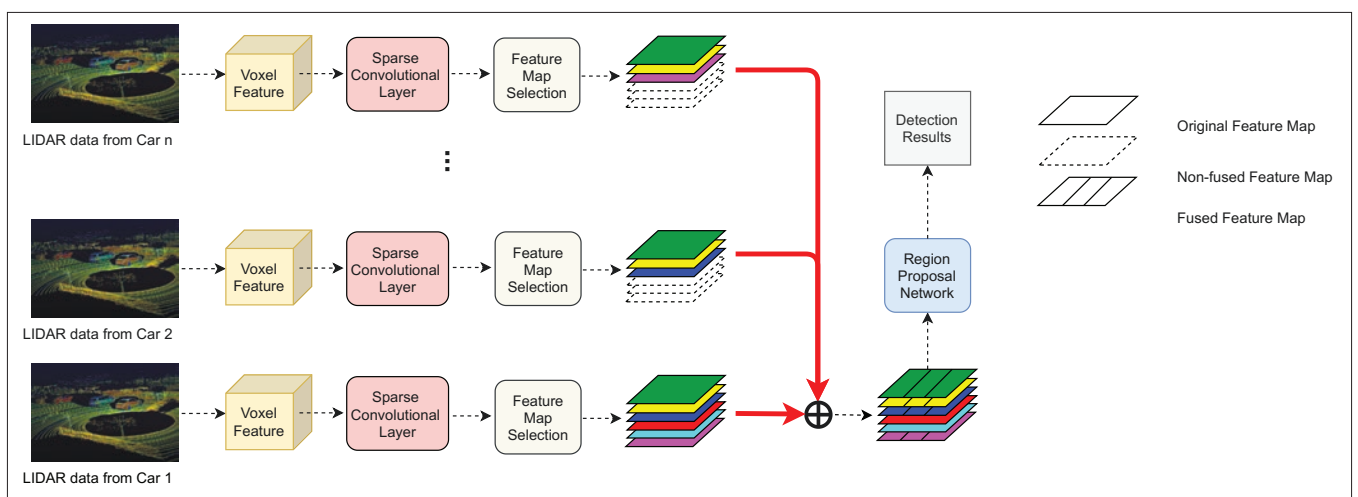 Voxel
Feature
Sparse
Convolutional
Layer
Feature
Map
Selection
LIDAR data from Car n
Detection
Results
Original Feature Map
Non-fused Feature Map
Fused Feature Map
Voxel
Feature
Sparse
Convolutional
Layer
Feature
Map
Selection
LIDAR data from Car 2
Region
Proposal
Network
Voxel
Feature
Sparse
Convolutional
Layer
Feature
Map
Selection
LIDAR data from Car 1